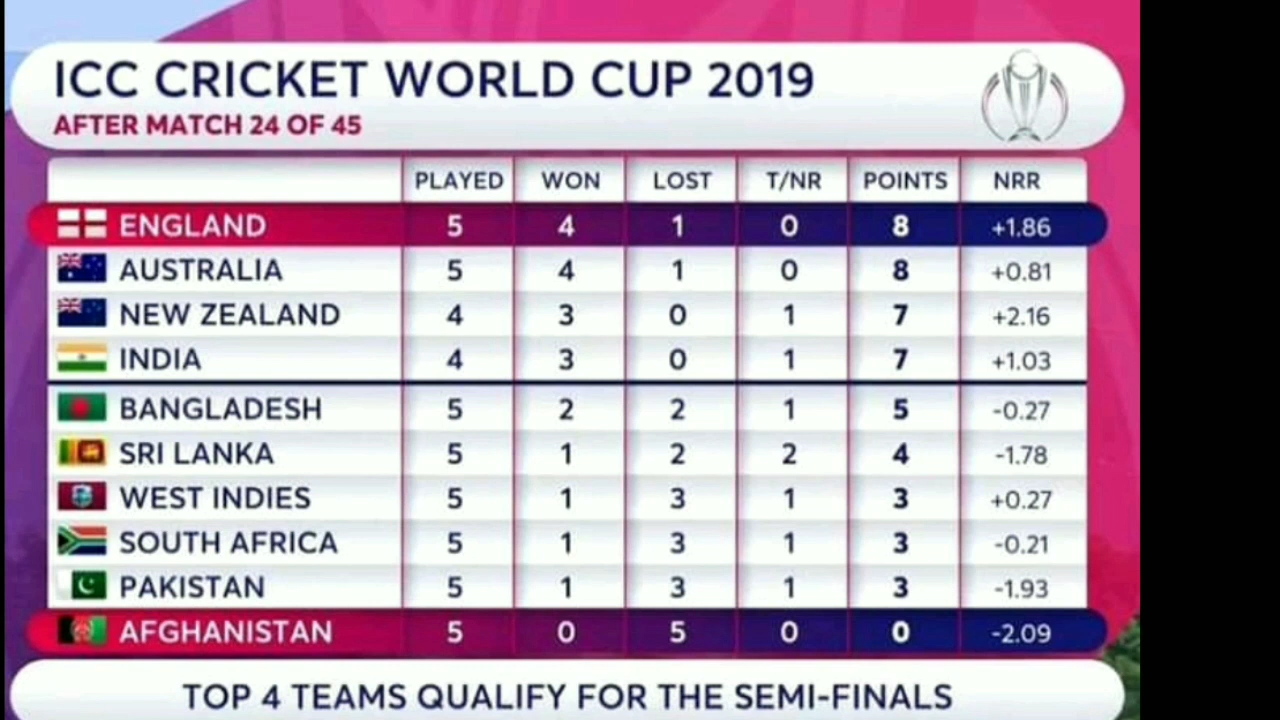 ICC CRICKET WORLD CUP 2019
AFTER MATCH 24 OF 45
PLAYED WON LOST T/NR POINTS NRR
ENGLAND 5 4 1 0 8 +1.86
AUSTRALIA 5 4 1 0 8 +0.81
NEW ZEALAND 4 3 0 1 7 +2.16
INDIA 4 3 0 1 7 +1.03
BANGLADESH 5 2 2 1 5 -0.27
SRI LANKA 5 1 2 2 4 -1.78
WEST INDIES 5 1 3 1 3 +0.27
SOUTH AFRICA 5 1 3 1 3 -0.21
PAKISTAN 5 1 3 1 3 -1.93
AFGHANISTAN 5 0 5 0 0 -2.09
TOP 4 TEAMS QUALIFY FOR THE SEMI-FINALS